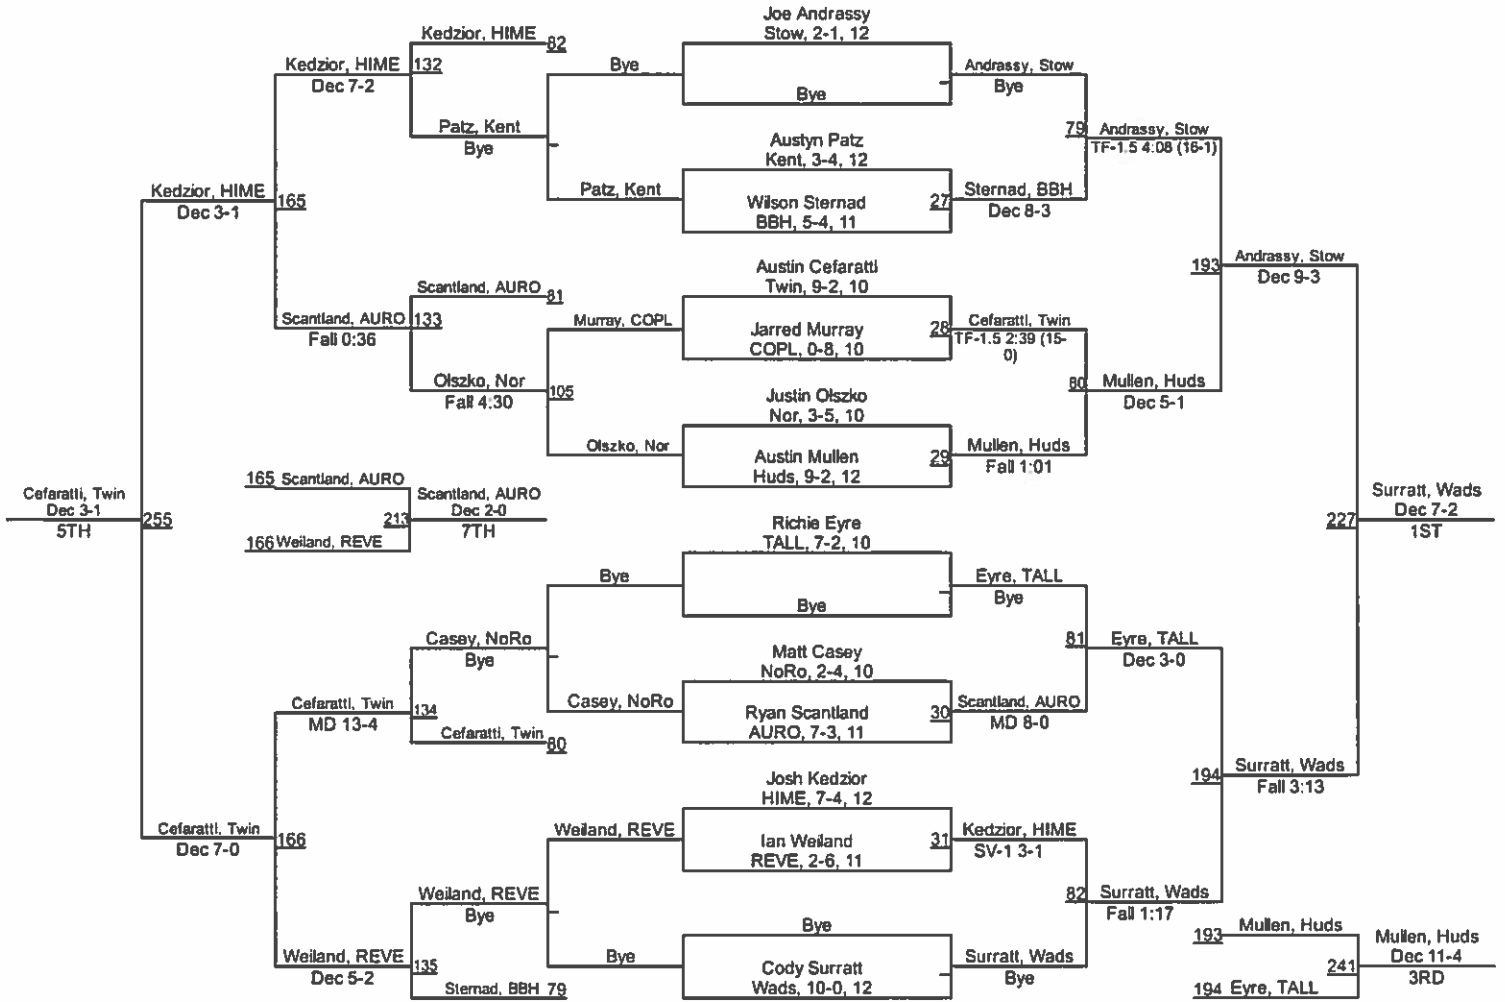 Joe Andrassy
Kedzior, HIME
82
Stow, 2-1, 12
Kedzior, HIME
132
Bye
Andrassy, Stow
Dec 7-2
Bye
Bye
Patz, Kent
Bye
79
Andrassy, Stow
TF-1.5 4:08 (16-1)
Austyn Patz
Kent, 3-4, 12
Kedzior, HIME
Dec 3-1
165
Patz, Kent
Wilson Sternad
BBH, 5-4, 11
27
Sternad, BBH
Dec 8-3
Austin Cefaratti
Twin, 9-2, 10
193
Andrassy, Stow
Dec 9-3
Scantland, AURO
81
Scantland, AURO
133
Fall 0:36
Murray, COPL
Jarred Murray
COPL, 0-8, 10
28
Cefaratti, Twin
TF-1.5 2:39 (15-
0)
Olszko, Nor
Fall 4:30
105
Justin Olszko
Nor, 3-5, 10
80
Mullen, Huds
Dec 5-1
Olszko, Nor
Austin Mullen
Huds, 9-2, 12
29
Mullen, Huds
Fall 1:01
165 Scantland, AURO
Cefaratti, Twin
Dec 3-1
5TH
255
213
Scantland, AURO
Dec 2-0
7TH
166 Weiland, REVE
Richie Eyre
TALL, 7-2, 10
227
Surratt, Wads
Dec 7-2
1ST
Bye
Bye
Eyre, TALL
Bye
Casey, NoRo
Bye
Matt Casey
NoRo, 2-4, 10
81
Eyre, TALL
Dec 3-0
Cefaratti, Twin
MD 13-4
134
Casey, NoRo
Ryan Scantland
AURO, 7-3, 11
30
Scantland, AURO
MD 8-0
Cefaratti, Twin
80
Josh Kedzior
HIME, 7-4, 12
194
Surratt, Wads
Fall 3:13
Cefaratti, Twin
Dec 7-0
166
Weiland, REVE
Ian Weiland
REVE, 2-6, 11
31
Kedzior, HIME
SV-1 3-1
Weiland, REVE
Bye
82
Surratt, Wads
Fall 1:17
Bye
Weiland, REVE
Dec 5-2
135
Bye
Cody Surratt
Wads, 10-0, 12
Surratt, Wads
Bye
Sternad, BBH 79
193
Mullen, Huds
241
Mullen, Huds
Dec 11-4
3RD
194 Eyre, TALL